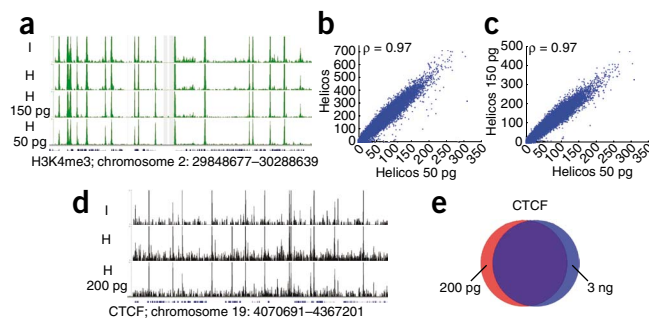 a
I
H
H
150 pg
H
50 pg
H3K4me3; chromosome 2: 29848677–30288639
b
ρ = 0.97
Helicos
700
600
500
400
300
200
100
0
0 50 100 150 200 250 300 350
Helicos 50 pg
c
ρ = 0.97
Helicos 150 pg
500
400
300
200
100
0
0 50 100 150 200 250 300 350
Helicos 50 pg
d
I
H
H
200 pg
CTCF; chromosome 19: 4070691–4367201
e
CTCF
200 pg
3 ng